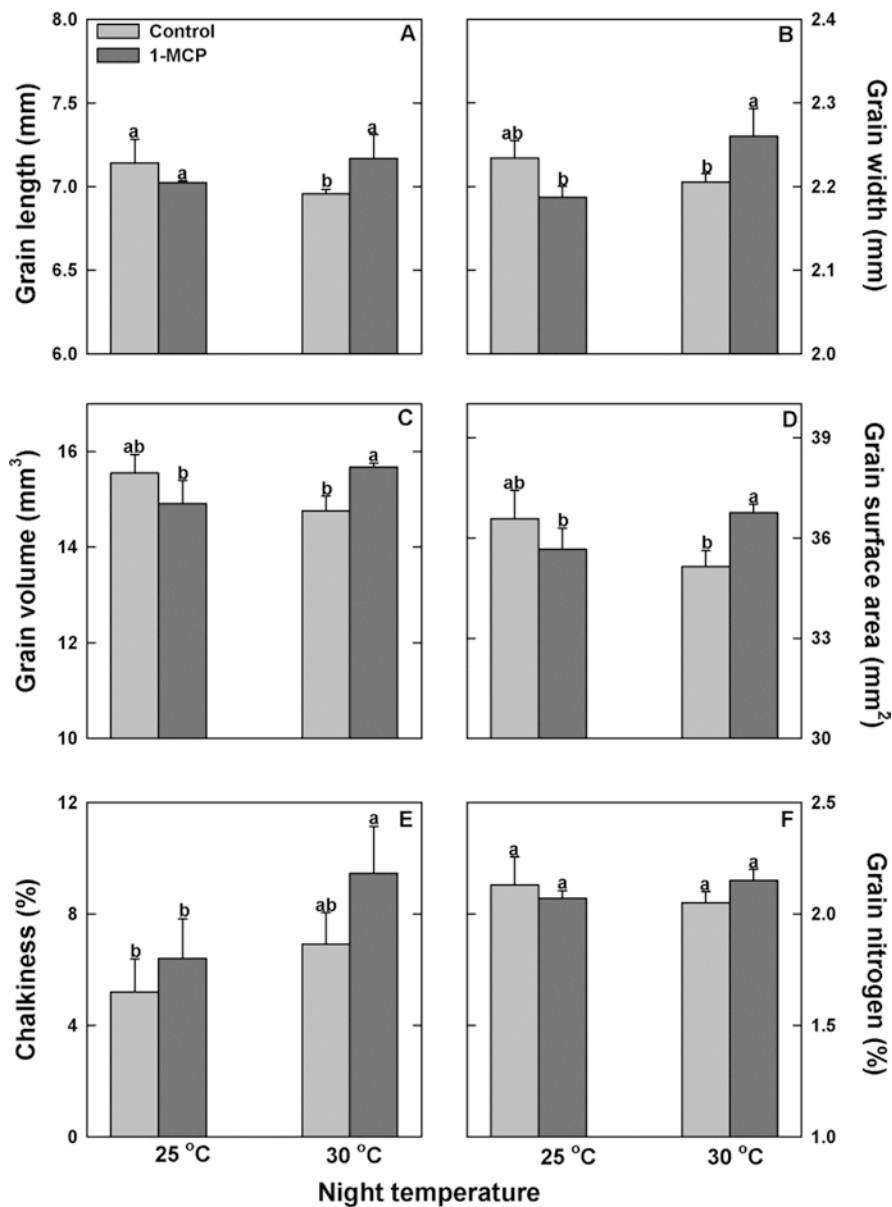 8.0
7.5
7.0
6.5
6.0
Grain length (mm)
Control
1-MCP
A
a
a
b
a
B
ab
b
b
a
2.4
2.3
2.2
2.1
2.0
Grain width (mm)
16
14
12
10
Grain volume (mm³)
C
ab
b
b
a
D
ab
b
b
a
39
36
33
30
Grain surface area (mm²)
12
8
4
0
Chalkiness (%)
E
b
b
ab
a
F
a
a
a
a
2.5
2.0
1.5
1.0
Grain nitrogen (%)
25 °C
30 °C
25 °C
30 °C
Night temperature